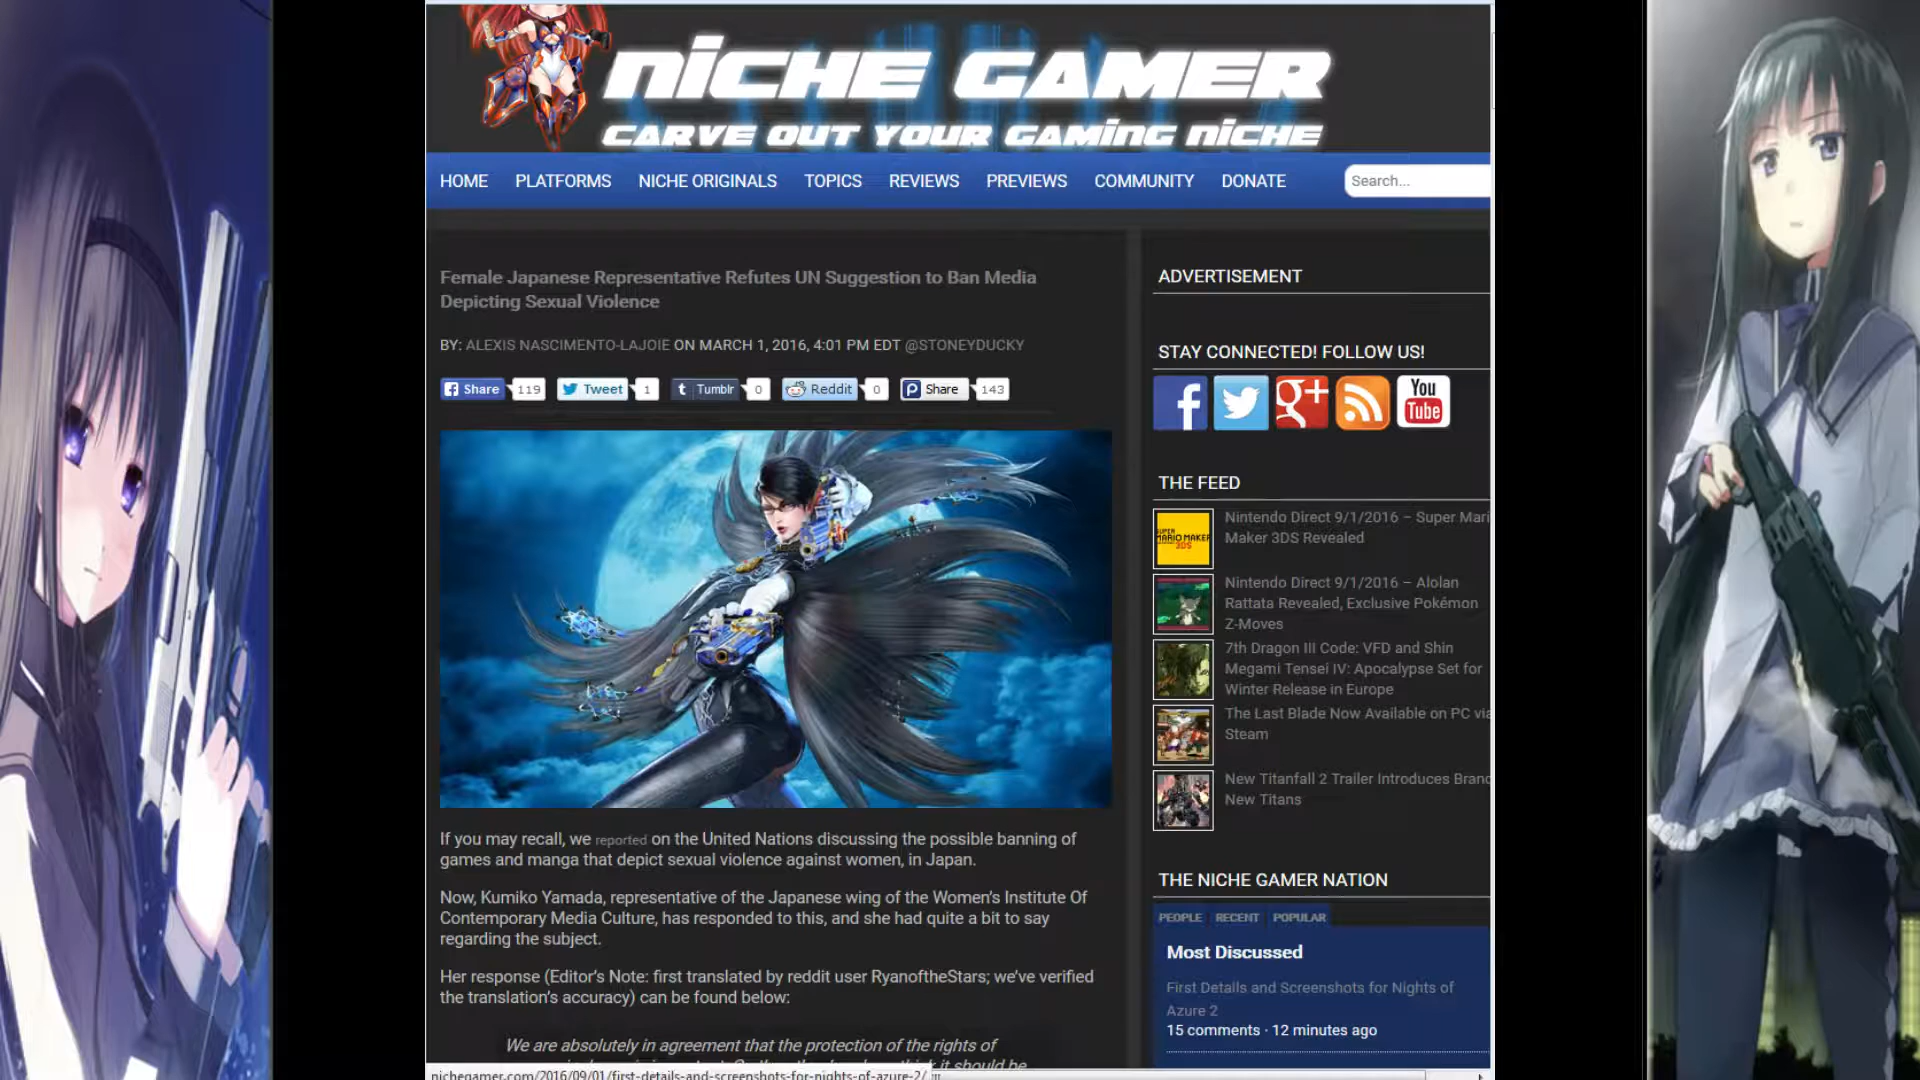 NiCHE GAMER
CARVE OUT YOUR GAMiNG NiCHE
HOME PLATFORMS NICHE ORIGINALS TOPICS REVIEWS PREVIEWS COMMUNITY DONATE Search...
Female Japanese Representative Refutes UN Suggestion to Ban Media
Depicting Sexual Violence
BY: ALEXIS NASCIMENTO-LAJOIE ON MARCH 1, 2016, 4:01 PM EDT @STONEYDUCKY
Share 119 Tweet 1 Tumblr 0 Reddit 0 Share 143
If you may recall, we reported on the United Nations discussing the possible banning of
games and manga that depict sexual violence against women, in Japan.
Now, Kumiko Yamada, representative of the Japanese wing of the Women's Institute Of
Contemporary Media Culture, has responded to this, and she had quite a bit to say
regarding the subject.
Her response (Editor's Note: first translated by reddit user RyanoftheStars; we've verified
the translation's accuracy) can be found below:
We are absolutely in agreement that the protection of the rights of
it should be
nichegamer.com/2016/09/01/first-details-and-screenshots-for-nights-of-azure-2/
ADVERTISEMENT
STAY CONNECTED! FOLLOW US!
You
Tube
THE FEED
SUPER
MARIO MAKER
3DS
Nintendo Direct 9/1/2016 – Super Mari
Maker 3DS Revealed
Nintendo Direct 9/1/2016 – Alolan
Rattata Revealed, Exclusive Pokémon
Z-Moves
7th Dragon III Code: VFD and Shin
Megami Tensei IV: Apocalypse Set for
Winter Release in Europe
The Last Blade Now Available on PC via
Steam
New Titanfall 2 Trailer Introduces Brand
New Titans
THE NICHE GAMER NATION
PEOPLE RECENT POPULAR
Most Discussed
First Details and Screenshots for Nights of
Azure 2
15 comments · 12 minutes ago